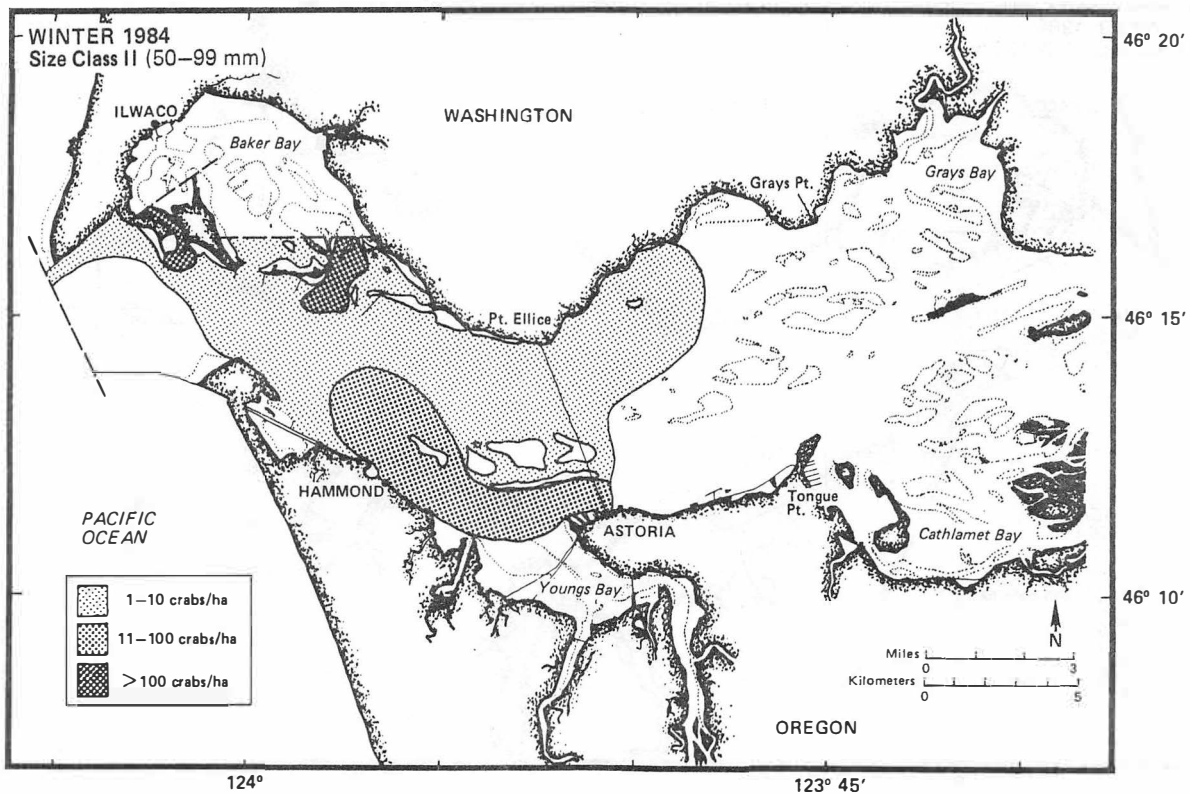 WINTER 1984
Size Class II (50–99 mm)
46° 20'
ILWACO
WASHINGTON
Baker Bay
Grays Pt.
Grays Bay
Pt. Ellice
46° 15'
HAMMOND
ASTORIA
Tongue
Pt.
Cathlamet Bay
PACIFIC
OCEAN
Youngs Bay
1–10 crabs/ha
11–100 crabs/ha
>100 crabs/ha
46° 10'
N
Miles
0 3
Kilometers
0 5
OREGON
124°
123° 45'